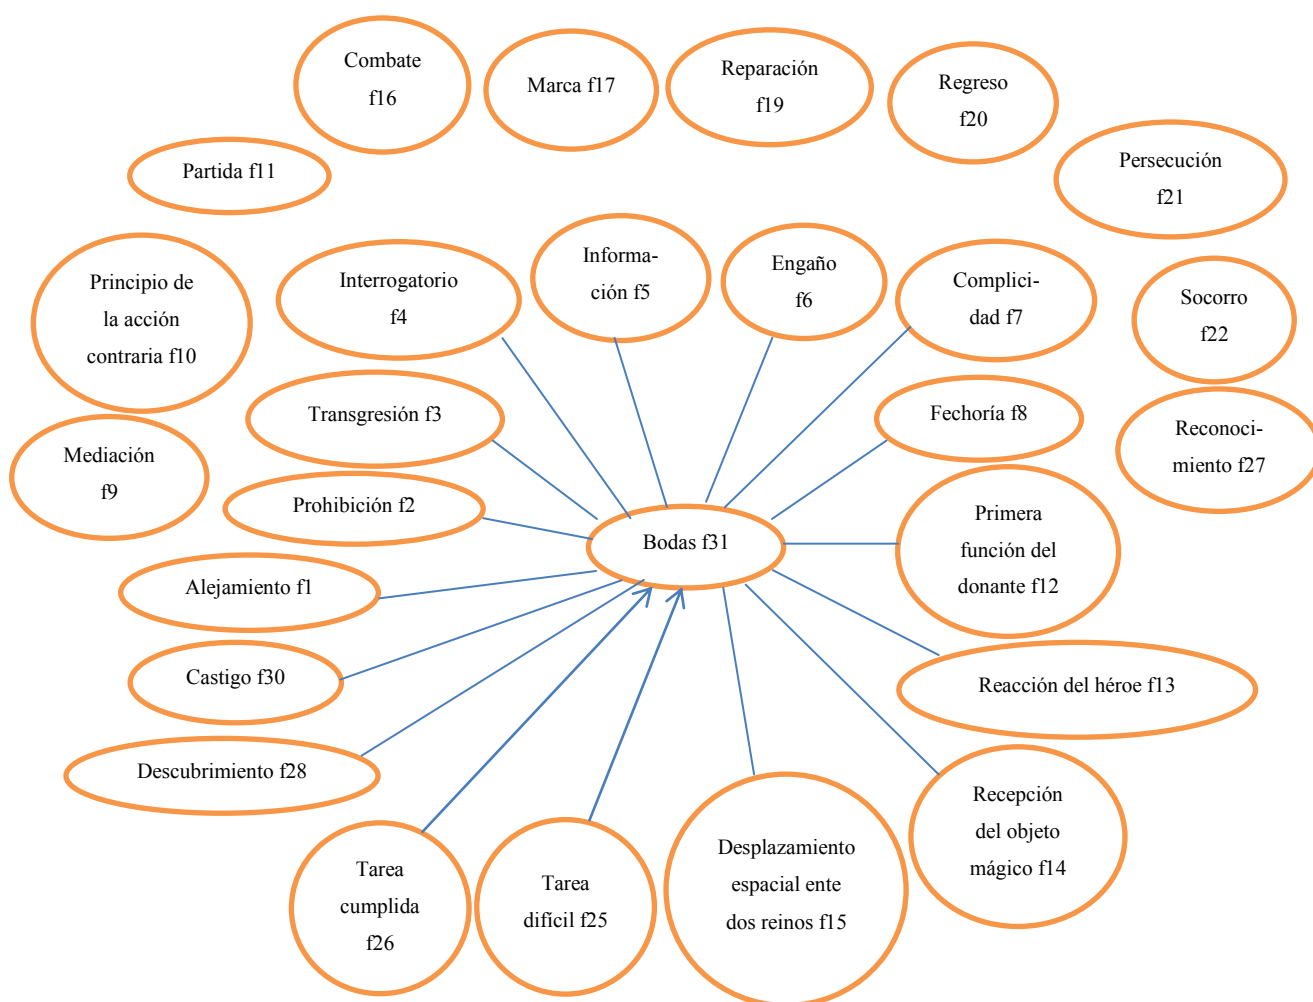 Combate
f16
Marca f17
Reparación
f19
Regreso
f20
Partida f11
Persecución
f21
Principio de
la acción
contraria f10
Interrogatorio
f4
Informa-
ción f5
Engaño
f6
Complici-
dad f7
Socorro
f22
Transgresión f3
Fechoría f8
Mediación
f9
Reconoci-
miento f27
Prohibición f2
Bodas f31
Primera
función del
donante f12
Alejamiento f1
Castigo f30
Reacción del héroe f13
Descubrimiento f28
Tarea
cumplida
f26
Tarea
difícil f25
Desplazamiento
espacial ente
dos reinos f15
Recepción
del objeto
mágico f14